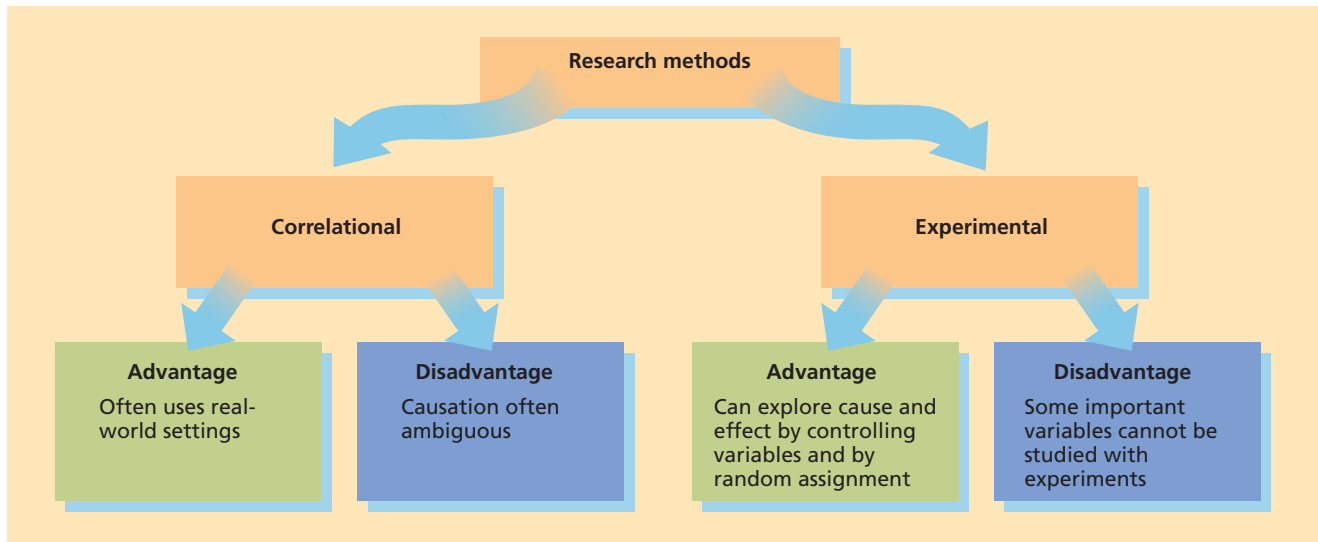 Research methods
Correlational
Experimental
Advantage
Often uses real-
world settings
Disadvantage
Causation often
ambiguous
Advantage
Can explore cause and
effect by controlling
variables and by
random assignment
Disadvantage
Some important
variables cannot be
studied with
experiments